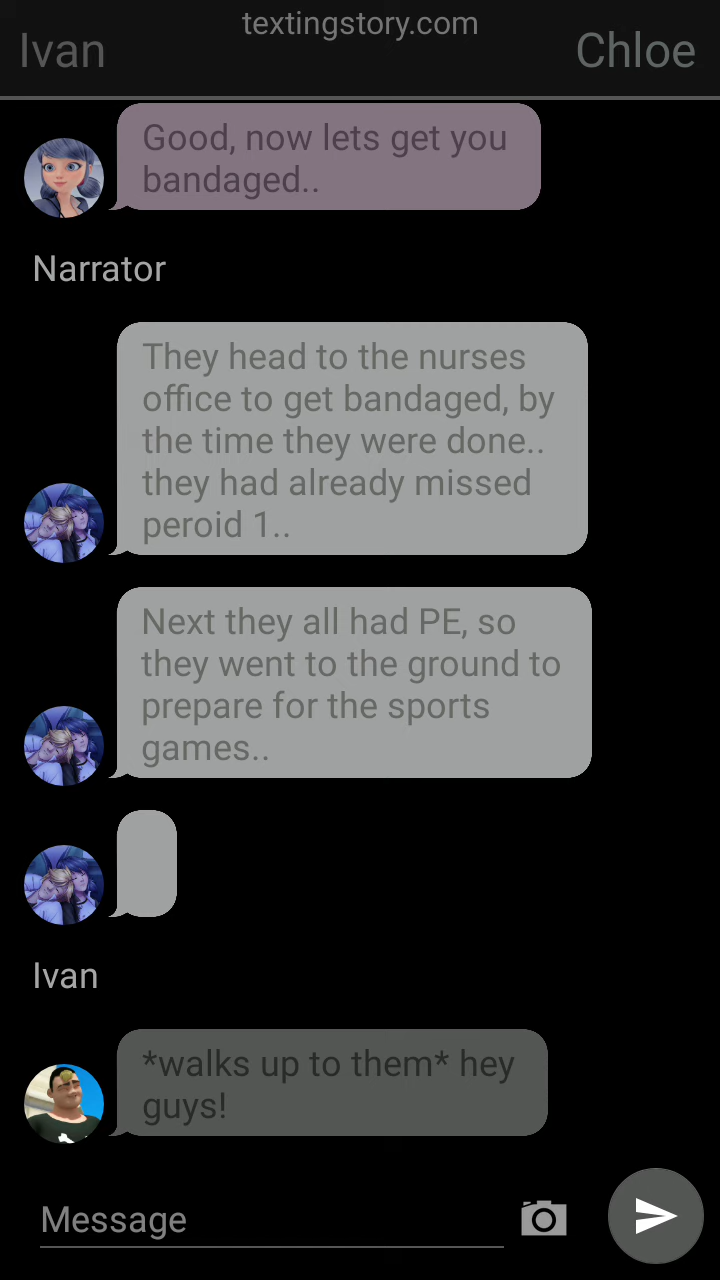 textingstory.com
Ivan
Chloe
Good, now lets get you
bandaged..
Narrator
They head to the nurses
office to get bandaged, by
the time they were done..
they had already missed
peroid 1..
Next they all had PE, so
they went to the ground to
prepare for the sports
games..
Ivan
*walks up to them* hey
guys!
Message